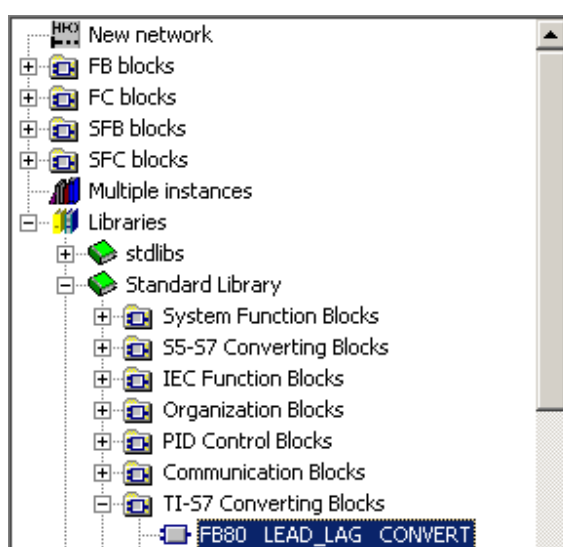 New network
FB blocks
FC blocks
SFB blocks
SFC blocks
Multiple instances
Libraries
stdlibs
Standard Library
System Function Blocks
S5-S7 Converting Blocks
IEC Function Blocks
Organization Blocks
PID Control Blocks
Communication Blocks
TI-S7 Converting Blocks
FB80 LEAD_LAG CONVERT